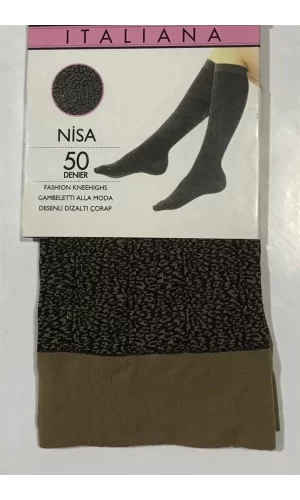 ITALIANA
NİSA
50
DENIER
FASHION KNEEHIGHS
GAMBELETTI ALLA MODA
DESENLİ DİZALTI ÇORAP